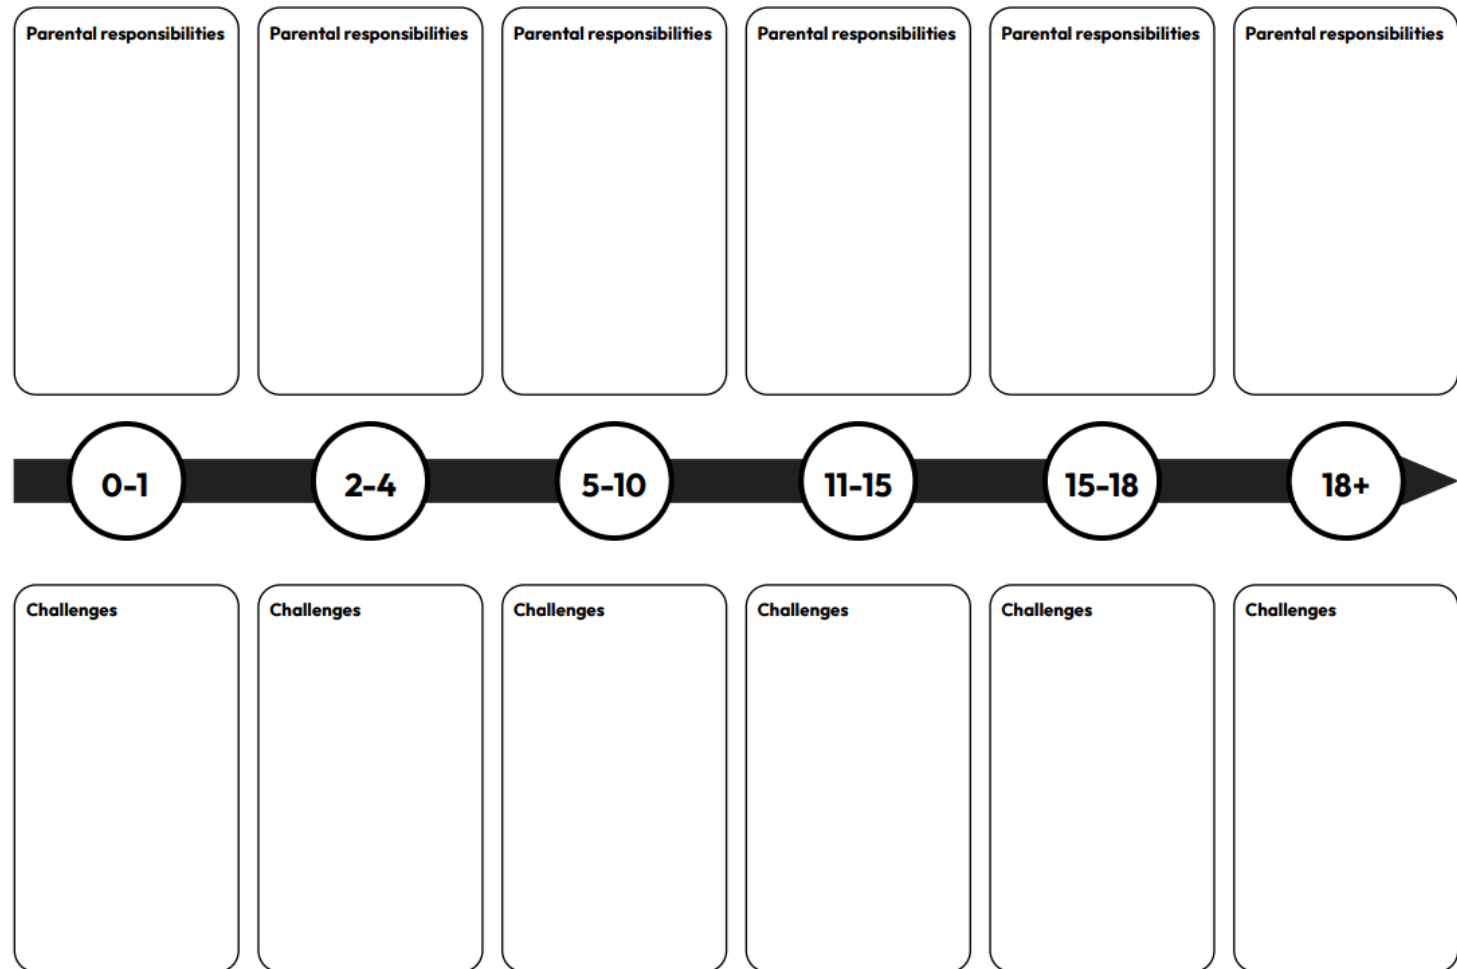 Parental responsibilities
Parental responsibilities
Parental responsibilities
Parental responsibilities
Parental responsibilities
Parental responsibilities
0-1
2-4
5-10
11-15
15-18
18+
Challenges
Challenges
Challenges
Challenges
Challenges
Challenges